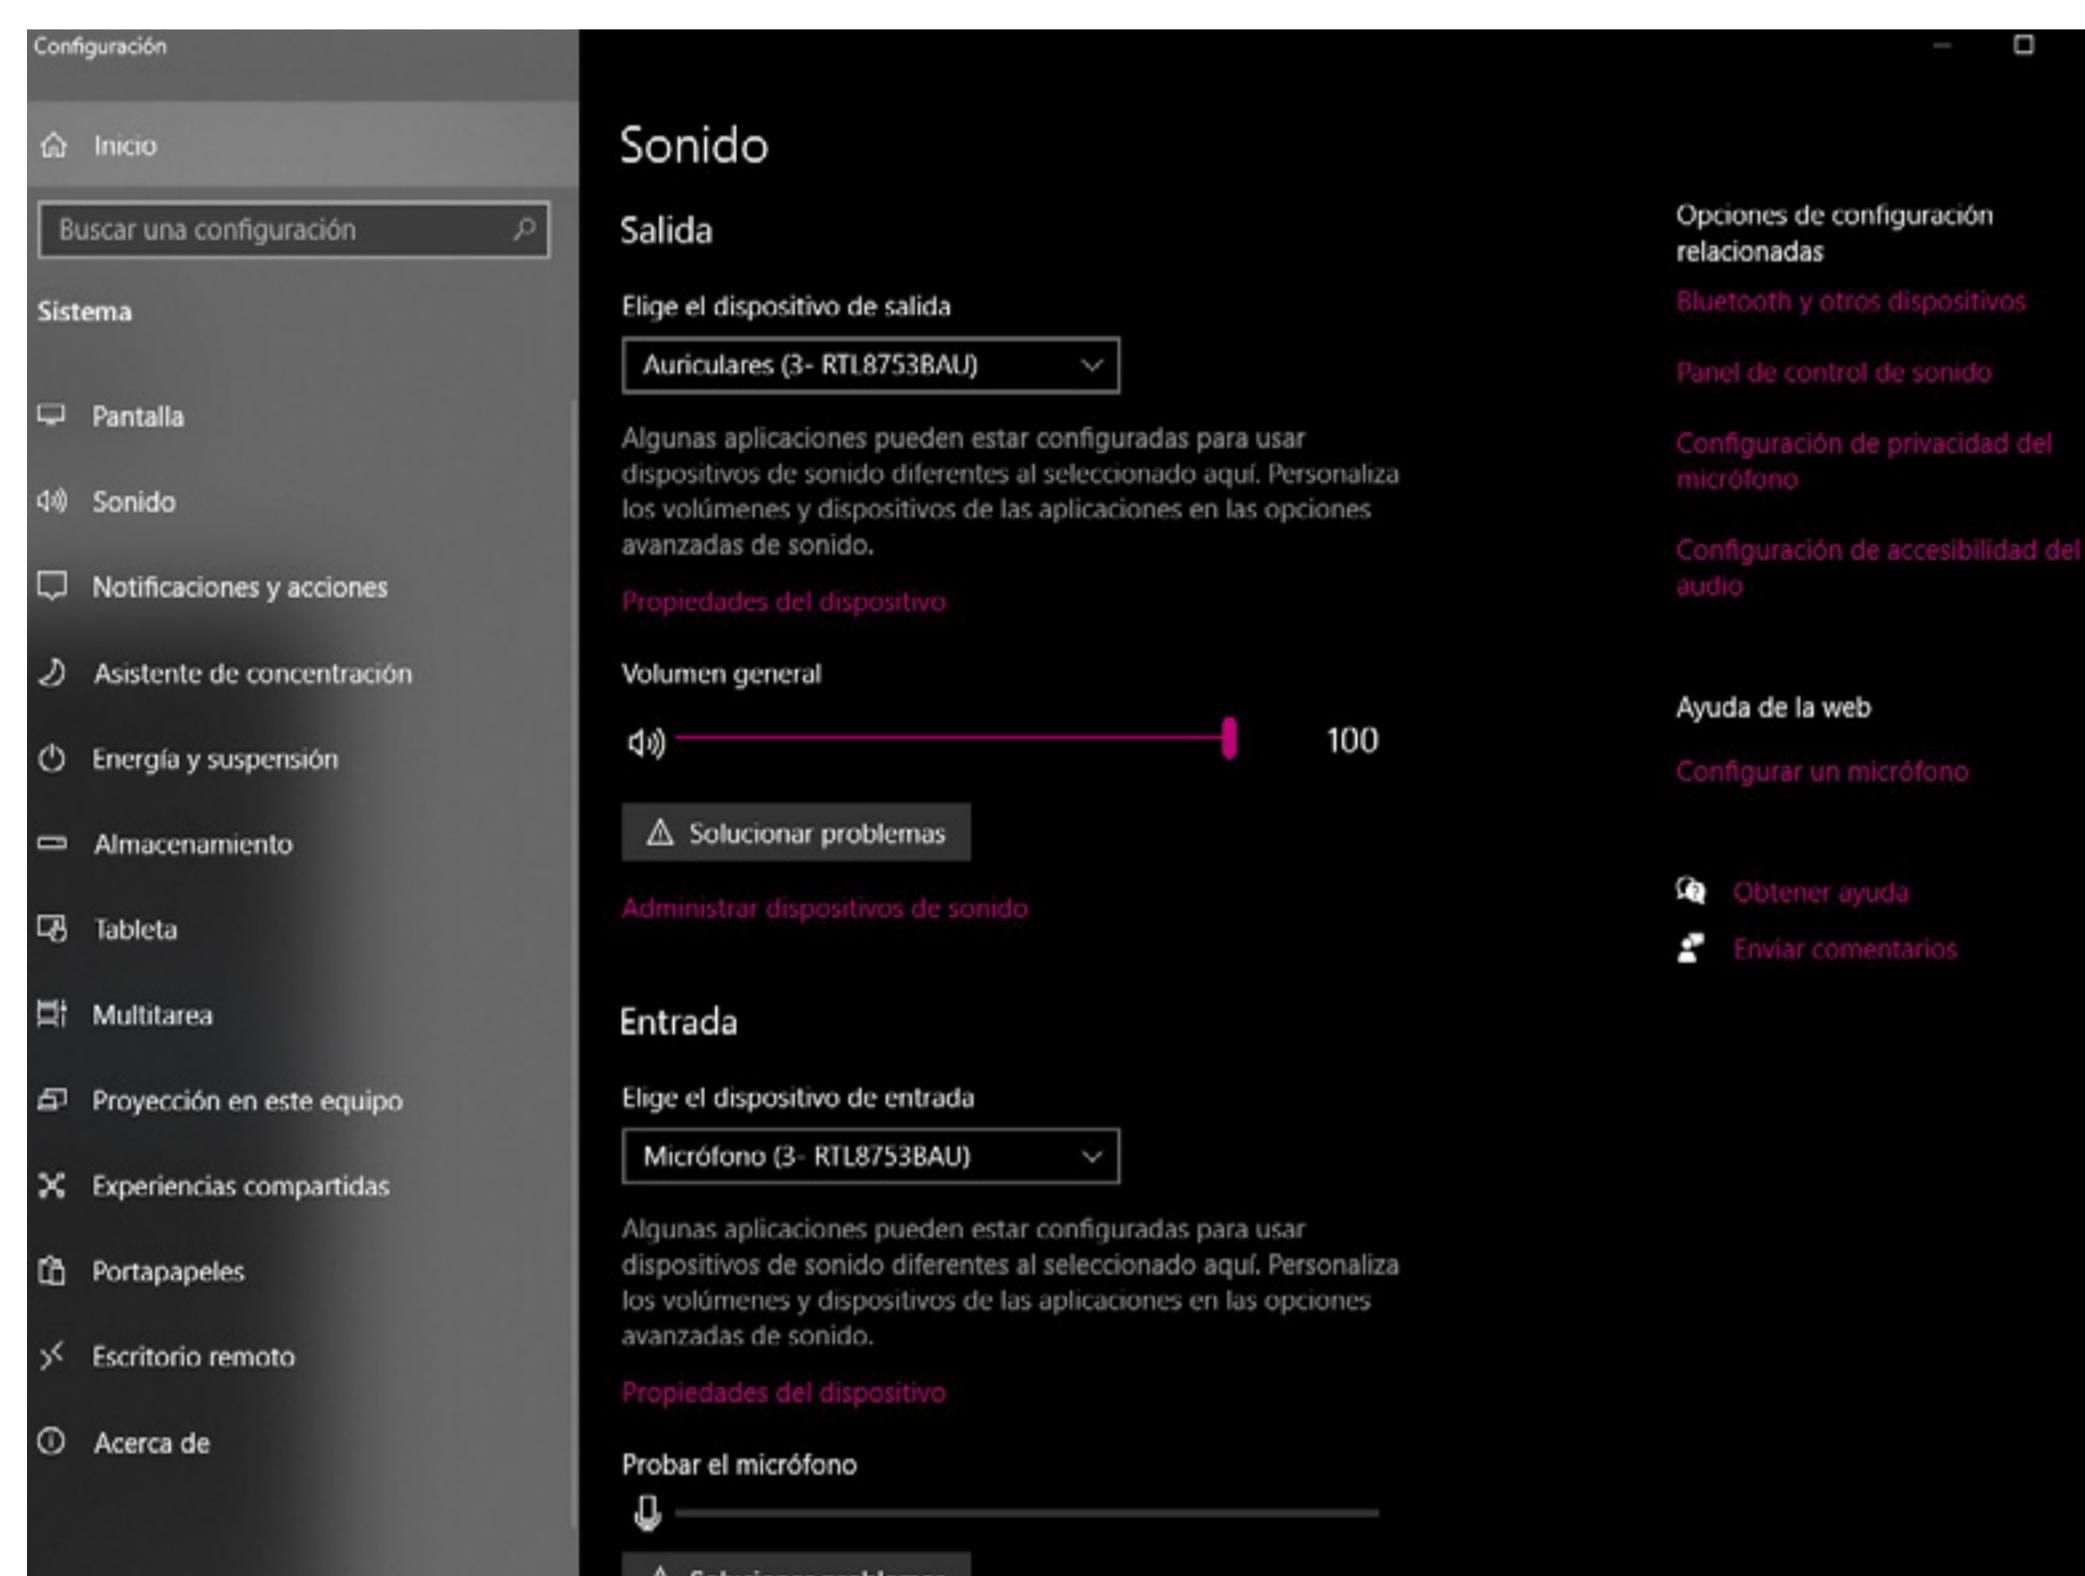 Configuración
Inicio
Buscar una configuración
Sistema
Pantalla
Sonido
Notificaciones y acciones
Asistente de concentración
Energía y suspensión
Almacenamiento
Tableta
Multitarea
Proyección en este equipo
Experiencias compartidas
Portapapeles
Escritorio remoto
Acerca de
Sonido
Salida
Elige el dispositivo de salida
Auriculares (3- RTL8753BAU)
Algunas aplicaciones pueden estar configuradas para usar
dispositivos de sonido diferentes al seleccionado aquí. Personaliza
los volúmenes y dispositivos de las aplicaciones en las opciones
avanzadas de sonido.
Propiedades del dispositivo
Volumen general
100
Solucionar problemas
Administrar dispositivos de sonido
Entrada
Elige el dispositivo de entrada
Micrófono (3- RTL8753BAU)
Algunas aplicaciones pueden estar configuradas para usar
dispositivos de sonido diferentes al seleccionado aquí. Personaliza
los volúmenes y dispositivos de las aplicaciones en las opciones
avanzadas de sonido.
Propiedades del dispositivo
Probar el micrófono
Opciones de configuración
relacionadas
Bluetooth y otros dispositivos
Panel de control de sonido
Configuración de privacidad del
micrófono
Configuración de accesibilidad del
audio
Ayuda de la web
Configurar un micrófono
Obtener ayuda
Enviar comentarios